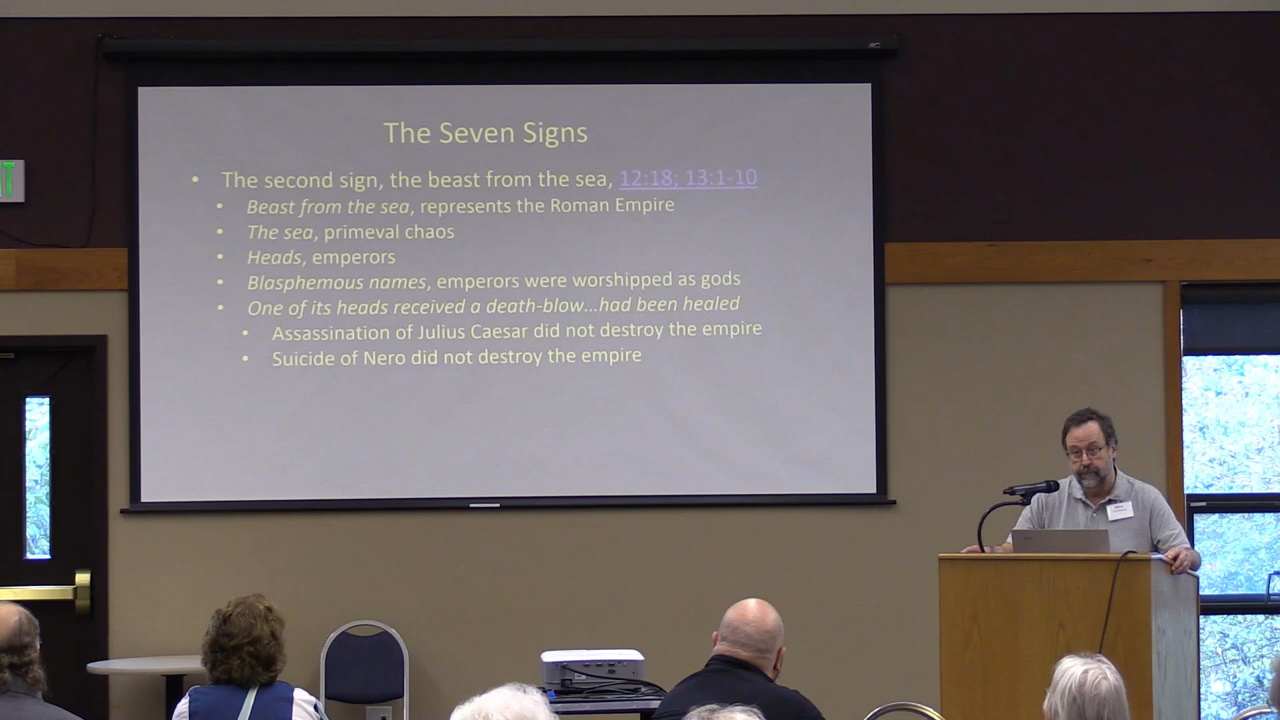 The Seven Signs
• The second sign, the beast from the sea, 12:18; 13:1-10
• Beast from the sea, represents the Roman Empire
• The sea, primeval chaos
• Heads, emperors
• Blasphemous names, emperors were worshipped as gods
• One of its heads received a death-blow...had been healed
• Assassination of Julius Caesar did not destroy the empire
• Suicide of Nero did not destroy the empire